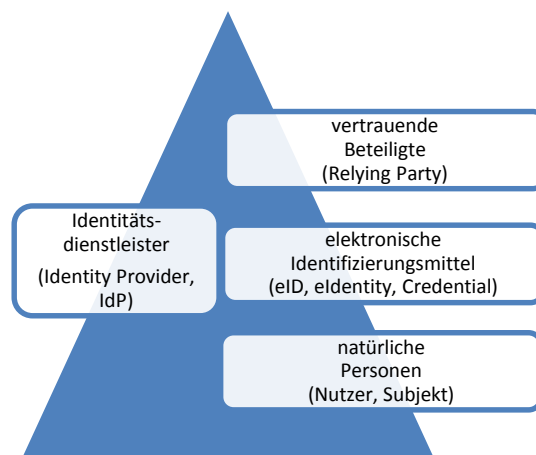 vertrauende
Beteiligte
(Relying Party)
Identitäts-
dienstleister
(Identity Provider,
IdP)
elektronische
Identifizierungsmittel
(eID, eIdentity, Credential)
natürliche
Personen
(Nutzer, Subjekt)